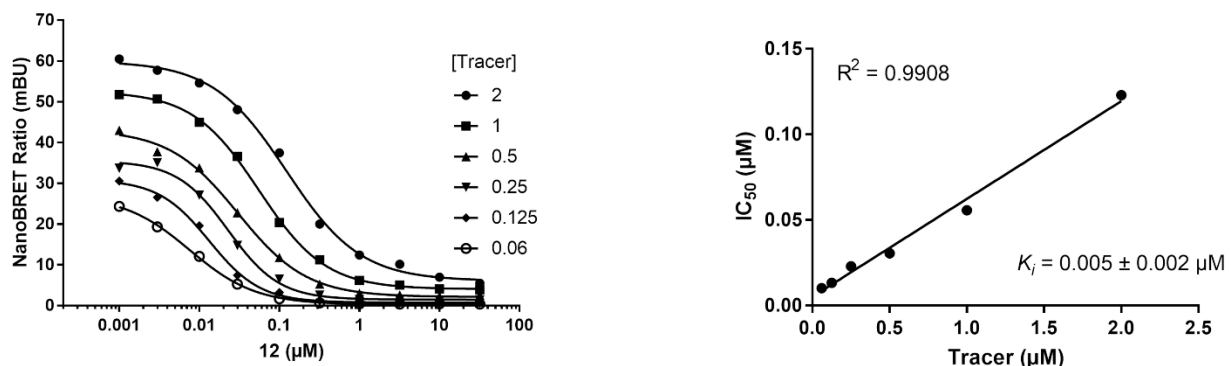 70
60
50
40
30
20
10
0
NanoBRET Ratio (mBU)
0.001 0.01 0.1 1 10 100
12 (µM)
[Tracer]
2
1
0.5
0.25
0.125
0.06
0.15
0.10
0.05
0.00
IC50 (µM)
R2 = 0.9908
Ki = 0.005 ± 0.002 µM
0.0 0.5 1.0 1.5 2.0 2.5
Tracer (µM)